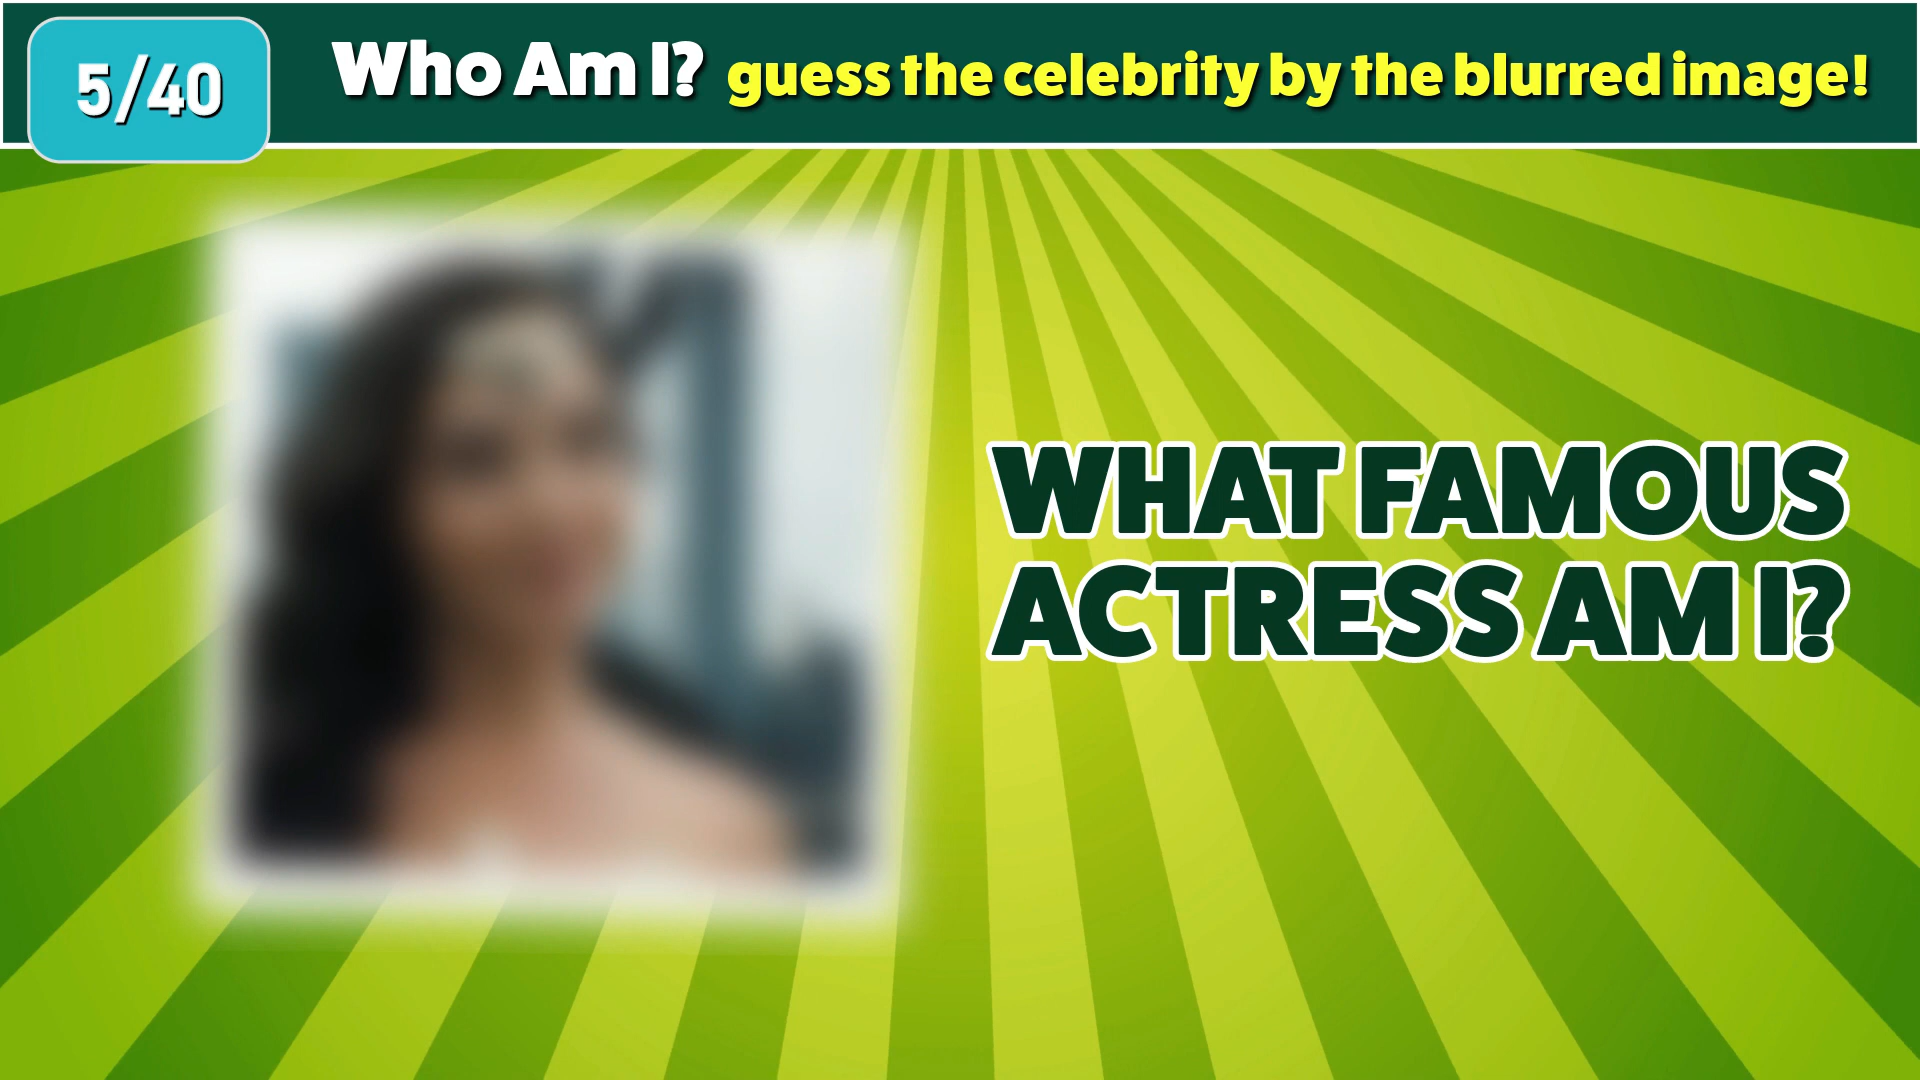 5/40
Who Am I? guess the celebrity by the blurred image!
WHAT FAMOUS
ACTRESS AM I?